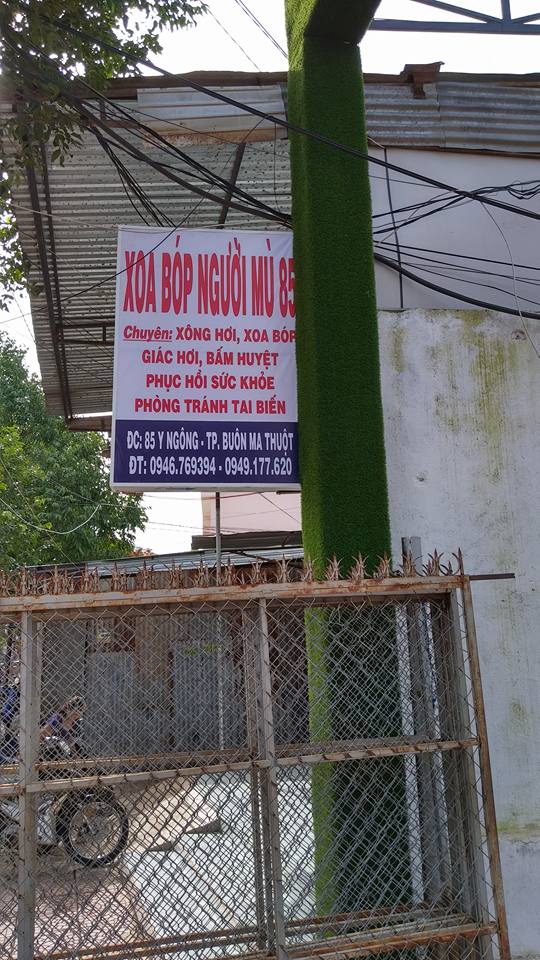 XOA BÓP NGƯỜI MÙ 85
Chuyên: XÔNG HƠI, XOA BÓP
GIÁC HƠI, BẤM HUYỆT
PHỤC HỒI SỨC KHỎE
PHÒNG TRÁNH TAI BIẾN
ĐC: 85 Y NGÔNG - TP. BUÔN MA THUỘT
ĐT: 0946.769394 - 0949.177.620